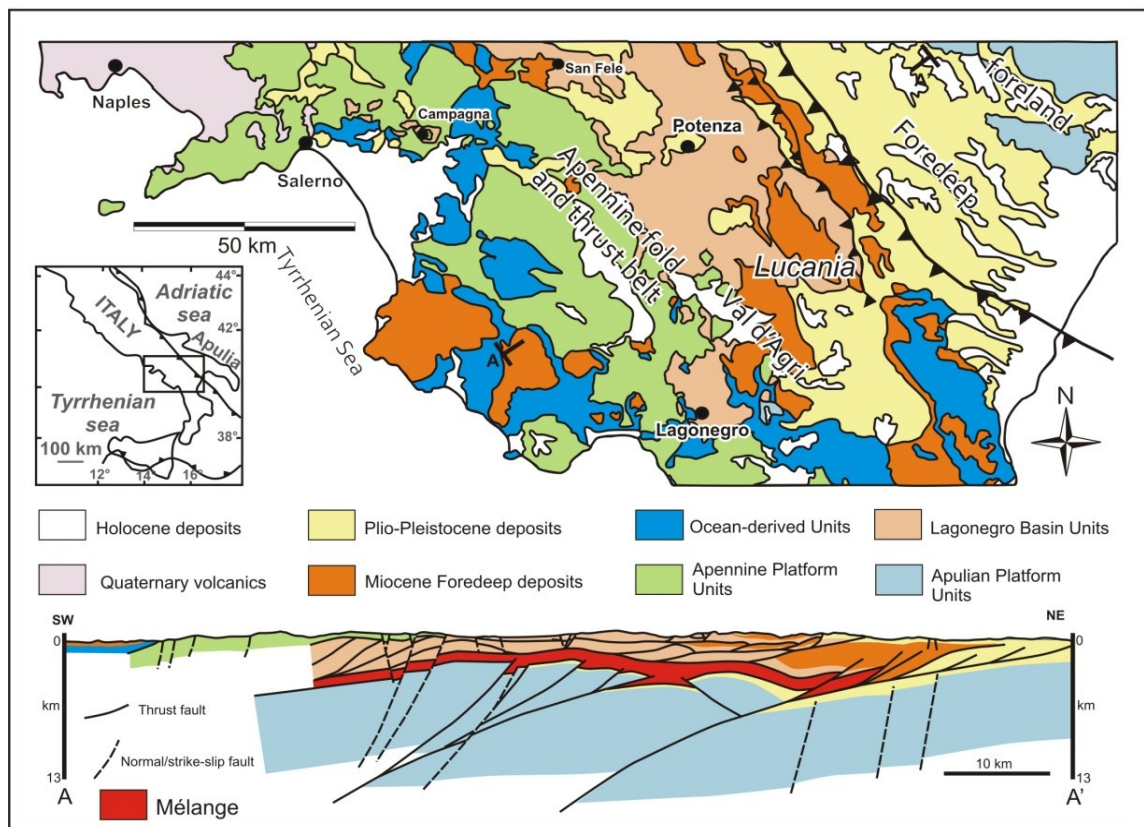 Naples
Salerno
Campagna
San Fele
Potenza
Apennine fold
and thrust belt
Lucania
Val d'Agri
Lagonegro
Foredeep
foreland
A'
A
50 km
Tyrrhenian Sea
N
ITALY
Adriatic
sea
Apulia
Tyrrhenian
sea
100 km
44°
42°
38°
12°
14°
16°
Holocene deposits
Plio-Pleistocene deposits
Ocean-derived Units
Lagonegro Basin Units
Quaternary volcanics
Miocene Foredeep deposits
Apennine Platform
Units
Apulian Platform
Units
SW
NE
0
0
km
km
Thrust fault
Normal/strike-slip fault
13
13
10 km
A
A'
Mélange